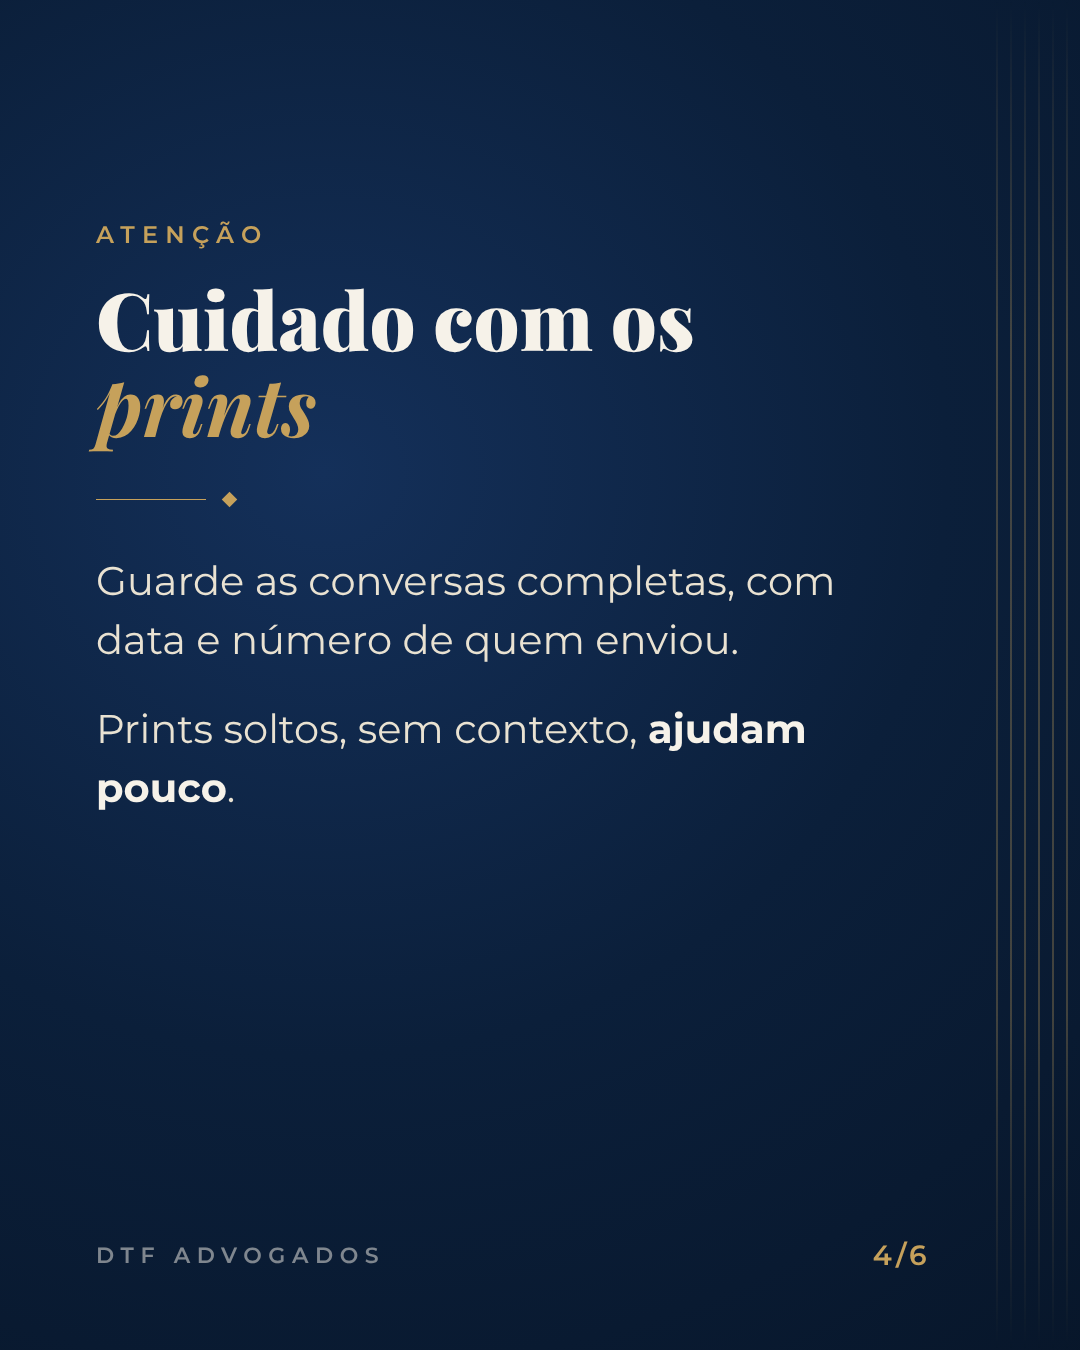 ATENÇÃO
Cuidado com os
prints
Guarde as conversas completas, com
data e número de quem enviou.
Prints soltos, sem contexto, ajudam
pouco.
DTF ADVOGADOS
4/6